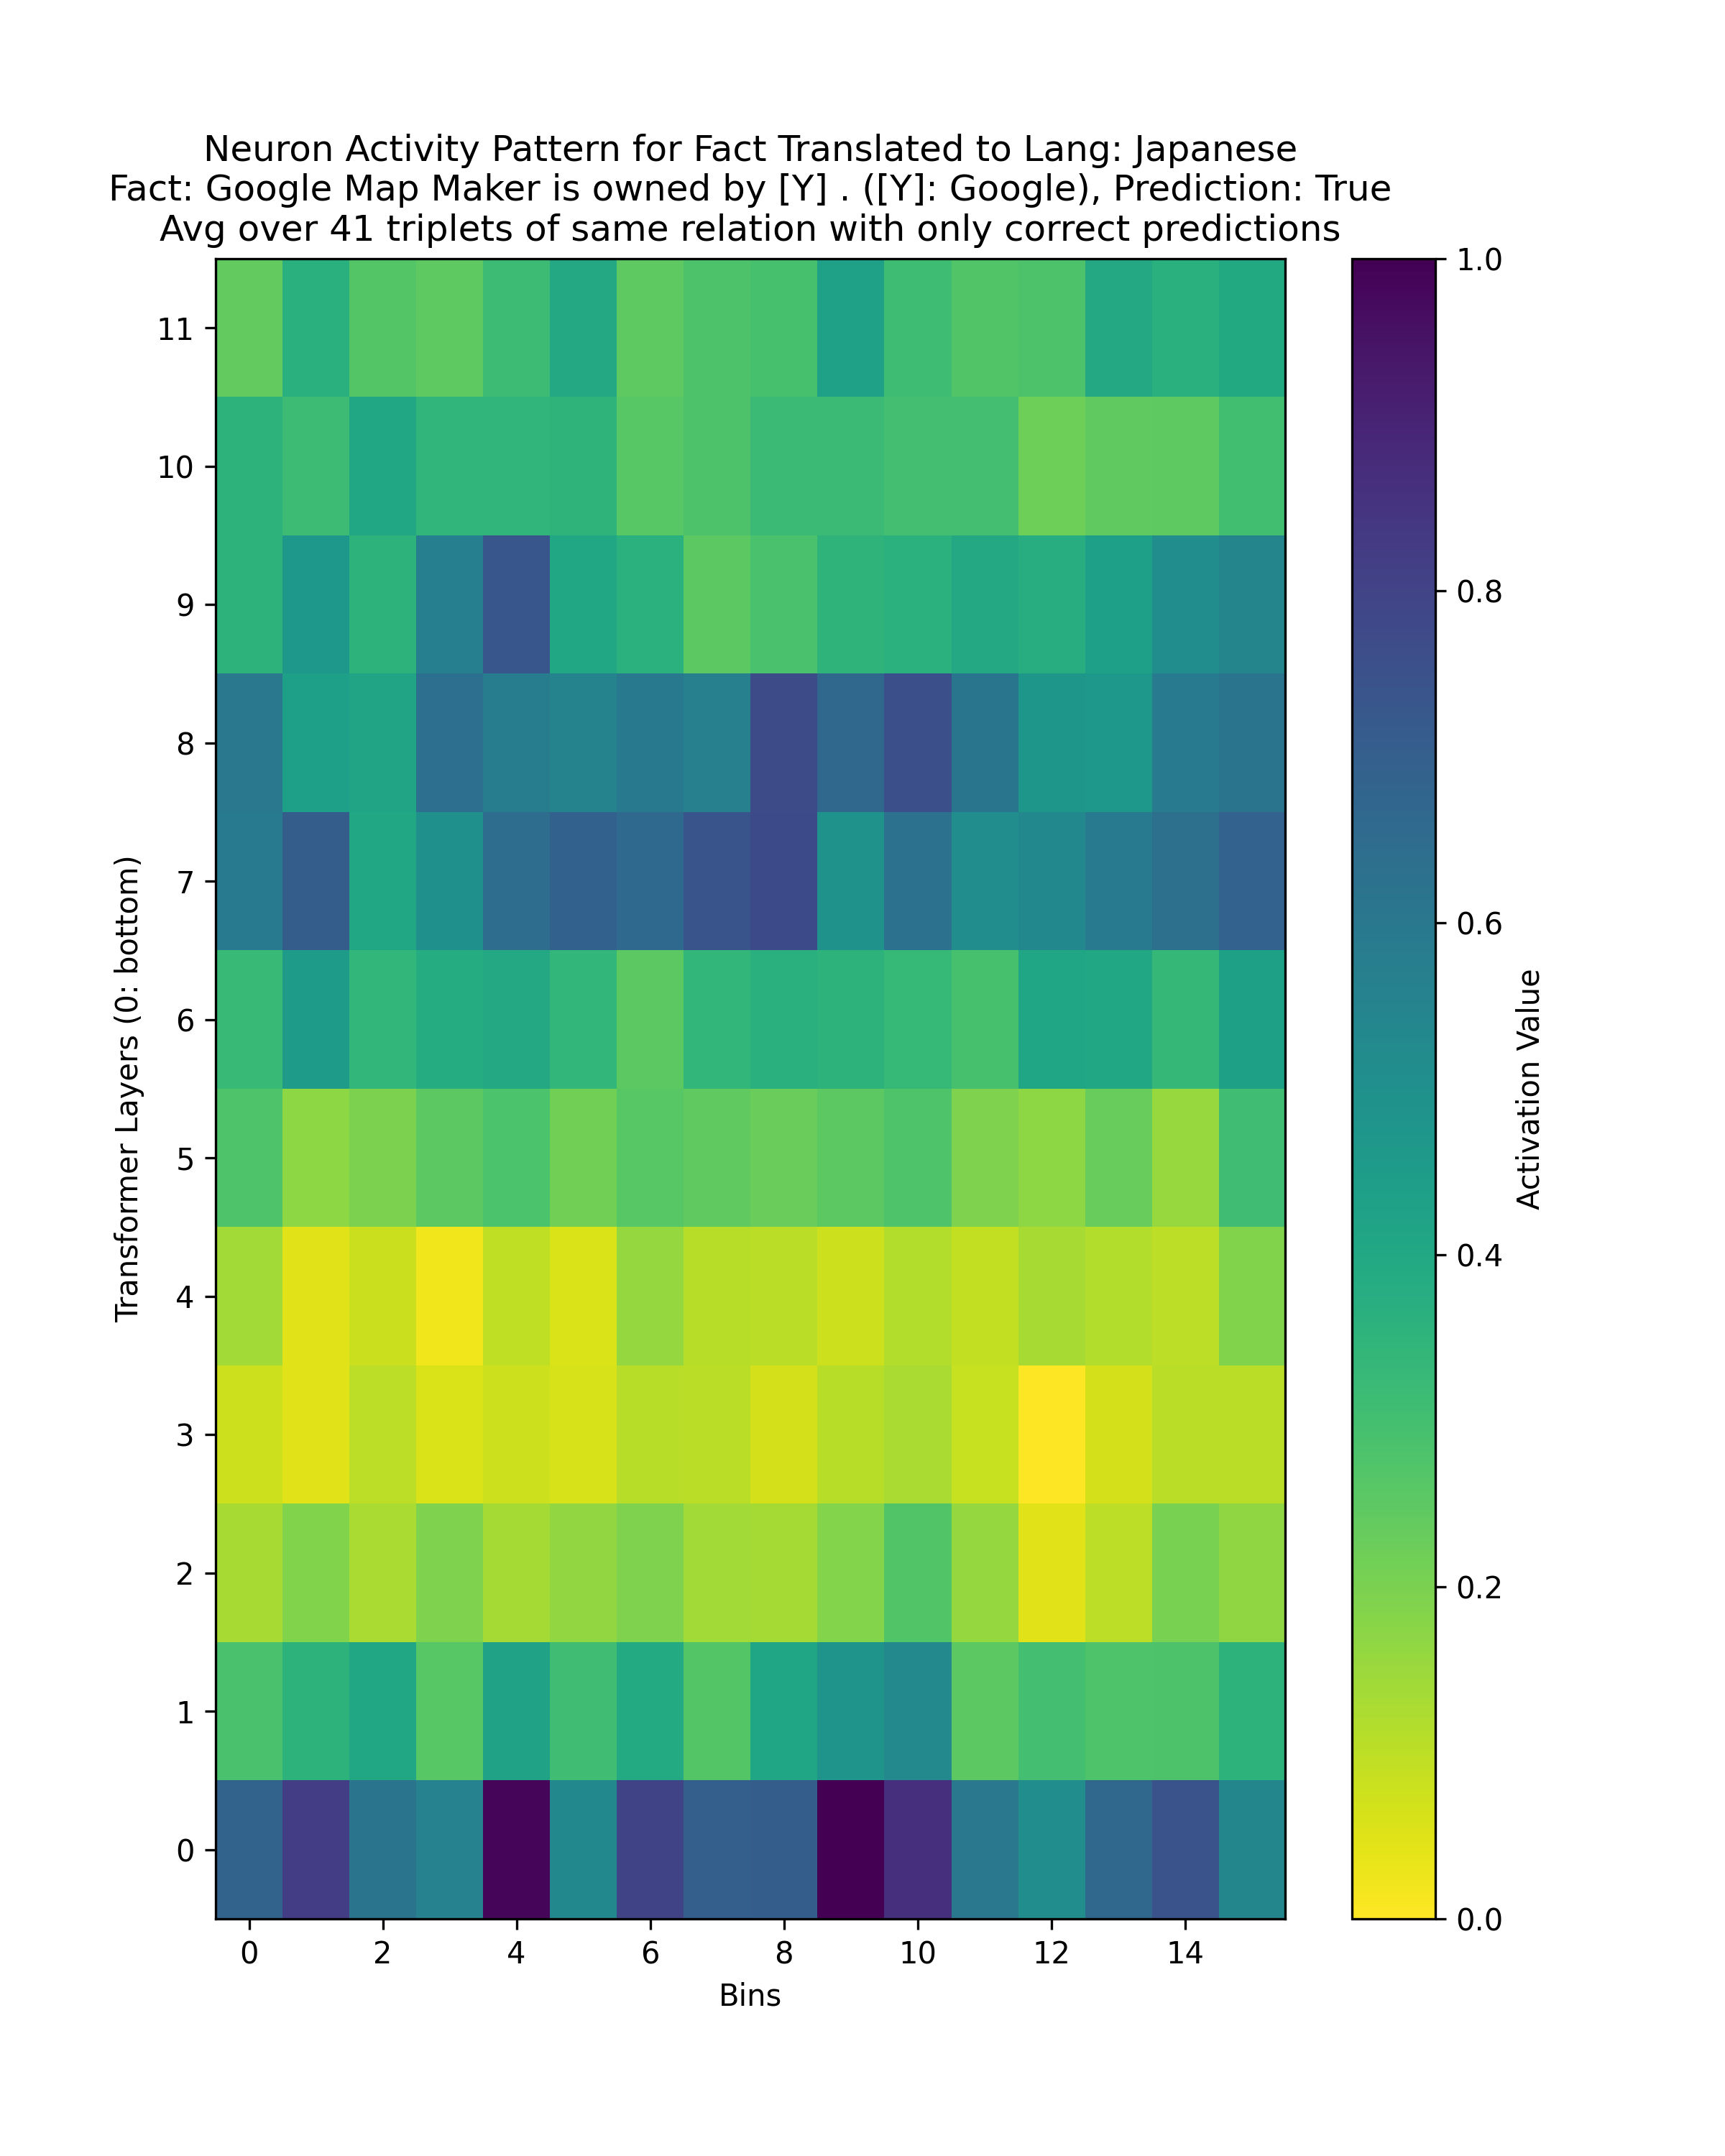 Neuron Activity Pattern for Fact Translated to Lang: Japanese
Fact: Google Map Maker is owned by [Y] . ([Y]: Google), Prediction: True
Avg over 41 triplets of same relation with only correct predictions
Transformer Layers (0: bottom)
11
10
9
8
7
6
5
4
3
2
1
0
0 2 4 6 8 10 12 14
Bins
1.0
0.8
0.6
0.4
0.2
0.0
Activation Value